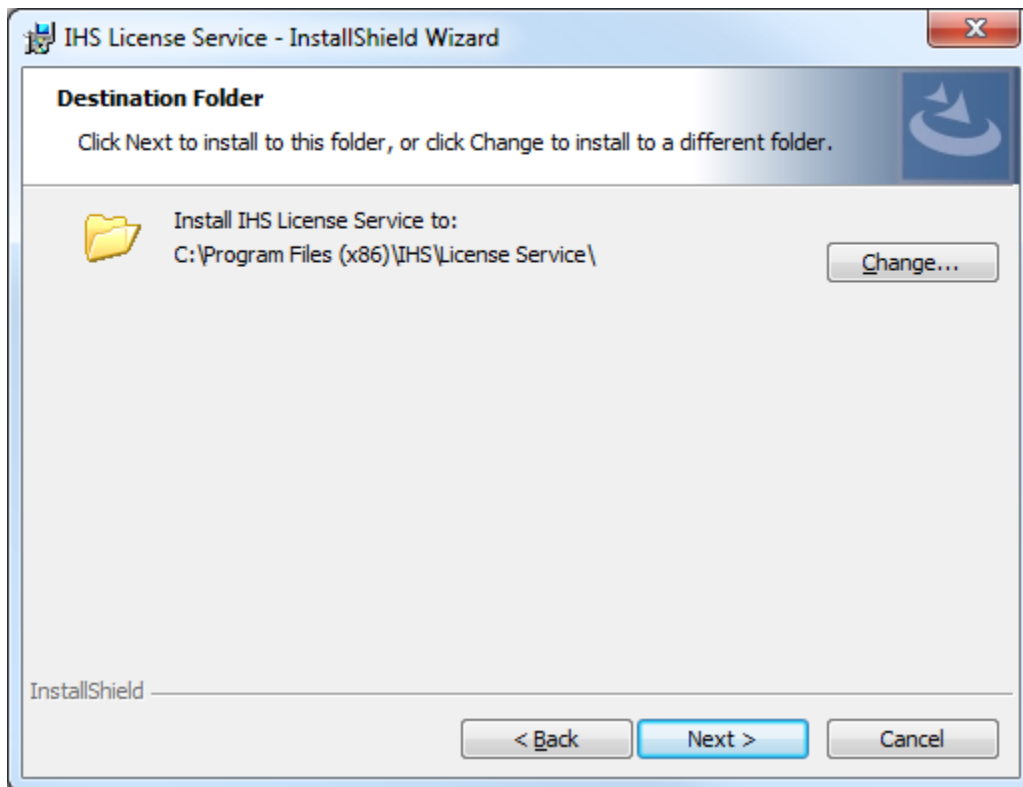 IHS License Service - InstallShield Wizard
Destination Folder
Click Next to install to this folder, or click Change to install to a different folder.
Install IHS License Service to:
C:\Program Files (x86)\IHS\License Service\
Change...
InstallShield
< Back
Next >
Cancel